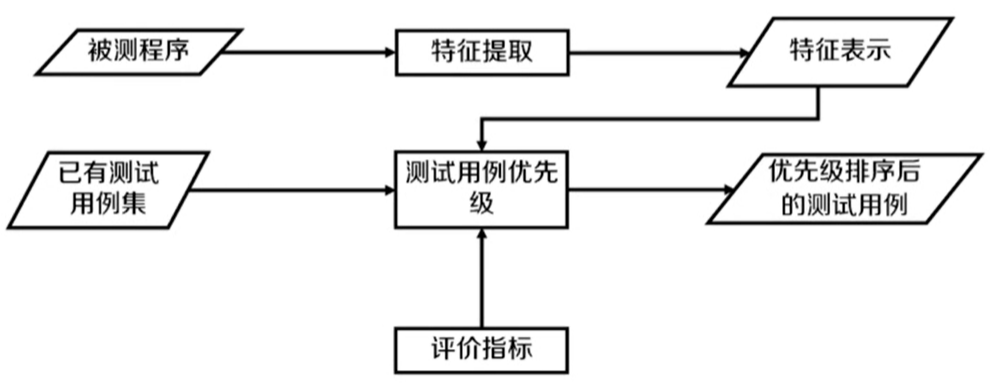 被测程序
特征提取
特征表示
已有测试
用例集
测试用例优先
级
优先级排序后
的测试用例
评价指标